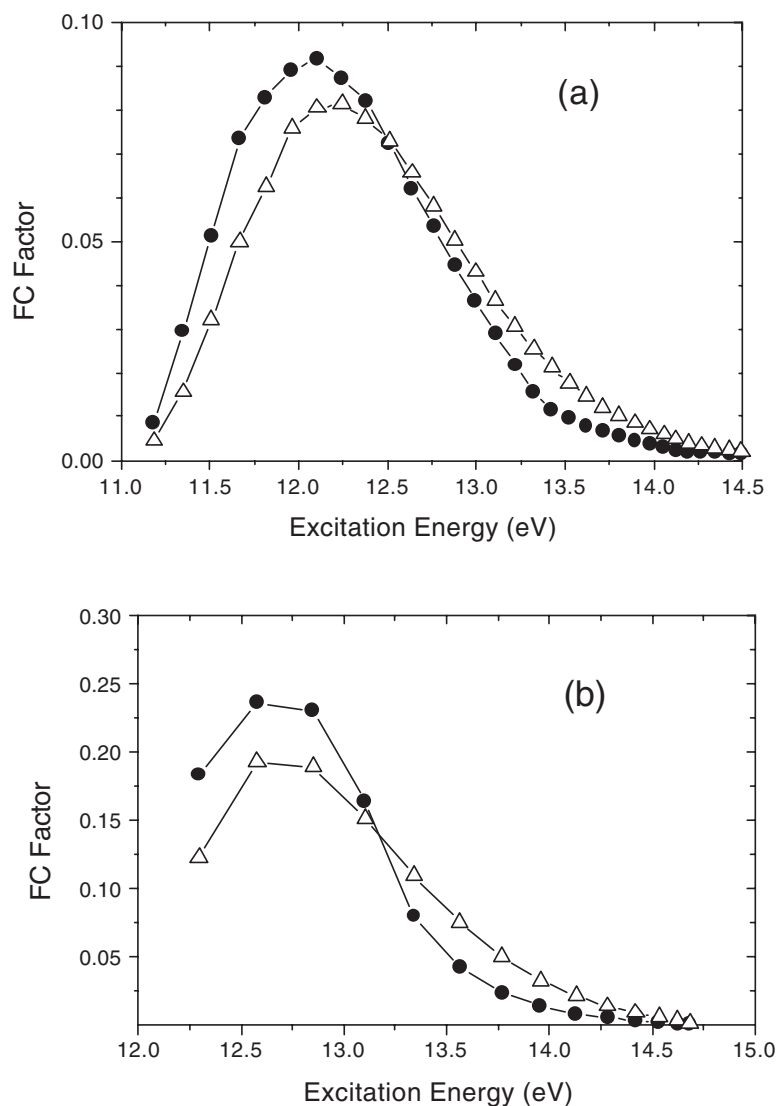 0.10
(a)
FC Factor
0.05
0.00
11.0 11.5 12.0 12.5 13.0 13.5 14.0 14.5
Excitation Energy (eV)
0.30
(b)
0.25
0.20
FC Factor
0.15
0.10
0.05
12.0 12.5 13.0 13.5 14.0 14.5 15.0
Excitation Energy (eV)